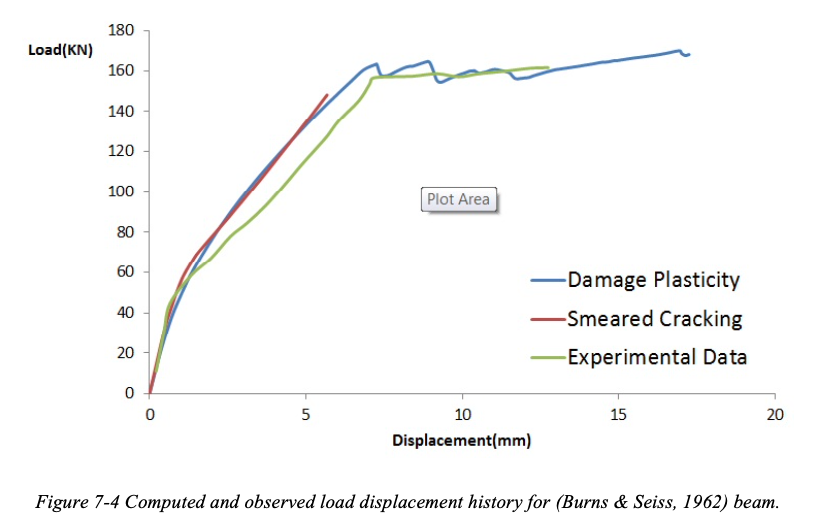 Load(KN)
180
160
140
120
100
80
60
40
20
0
0 5 10 15 20
Displacement(mm)
Plot Area
Damage Plasticity
Smeared Cracking
Experimental Data
Figure 7-4 Computed and observed load displacement history for (Burns & Seiss, 1962) beam.